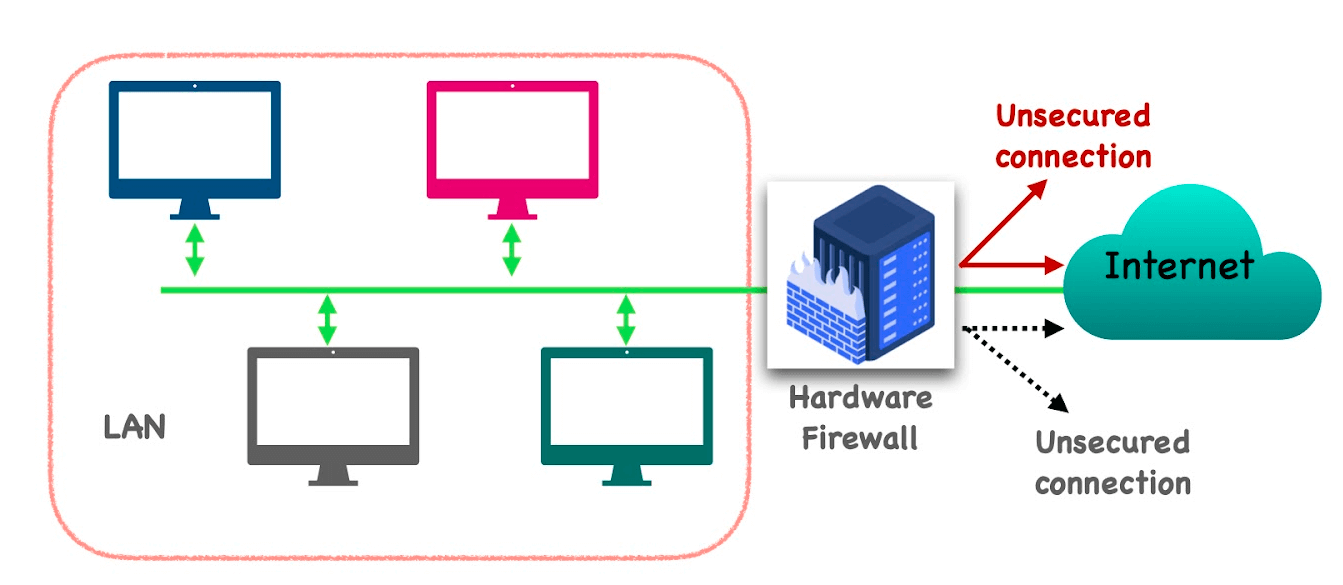 Unsecured
connection
Internet
Hardware
Firewall
LAN
Unsecured
connection